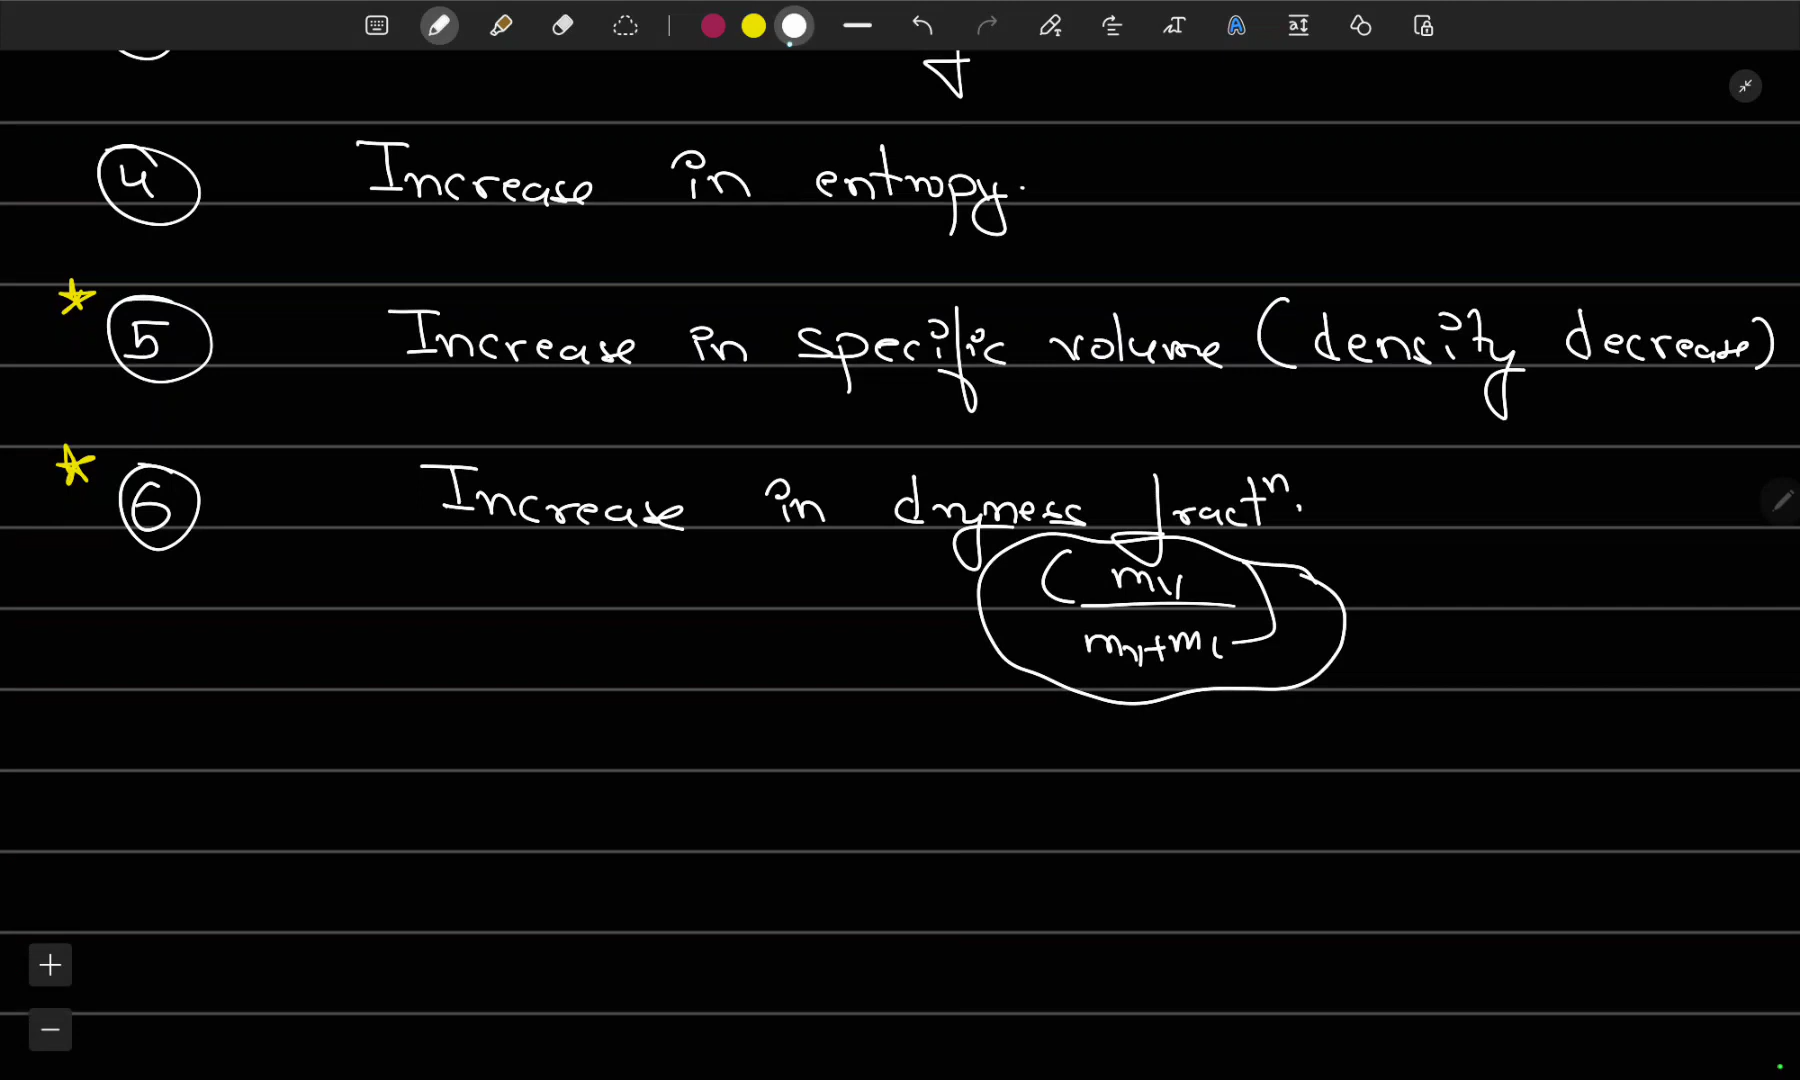 ④ Increase in entropy.
⑤ Increase in specific volume (density decrease)
⑥ Increase in dryness fractⁿ.
(mv
mv+mL)